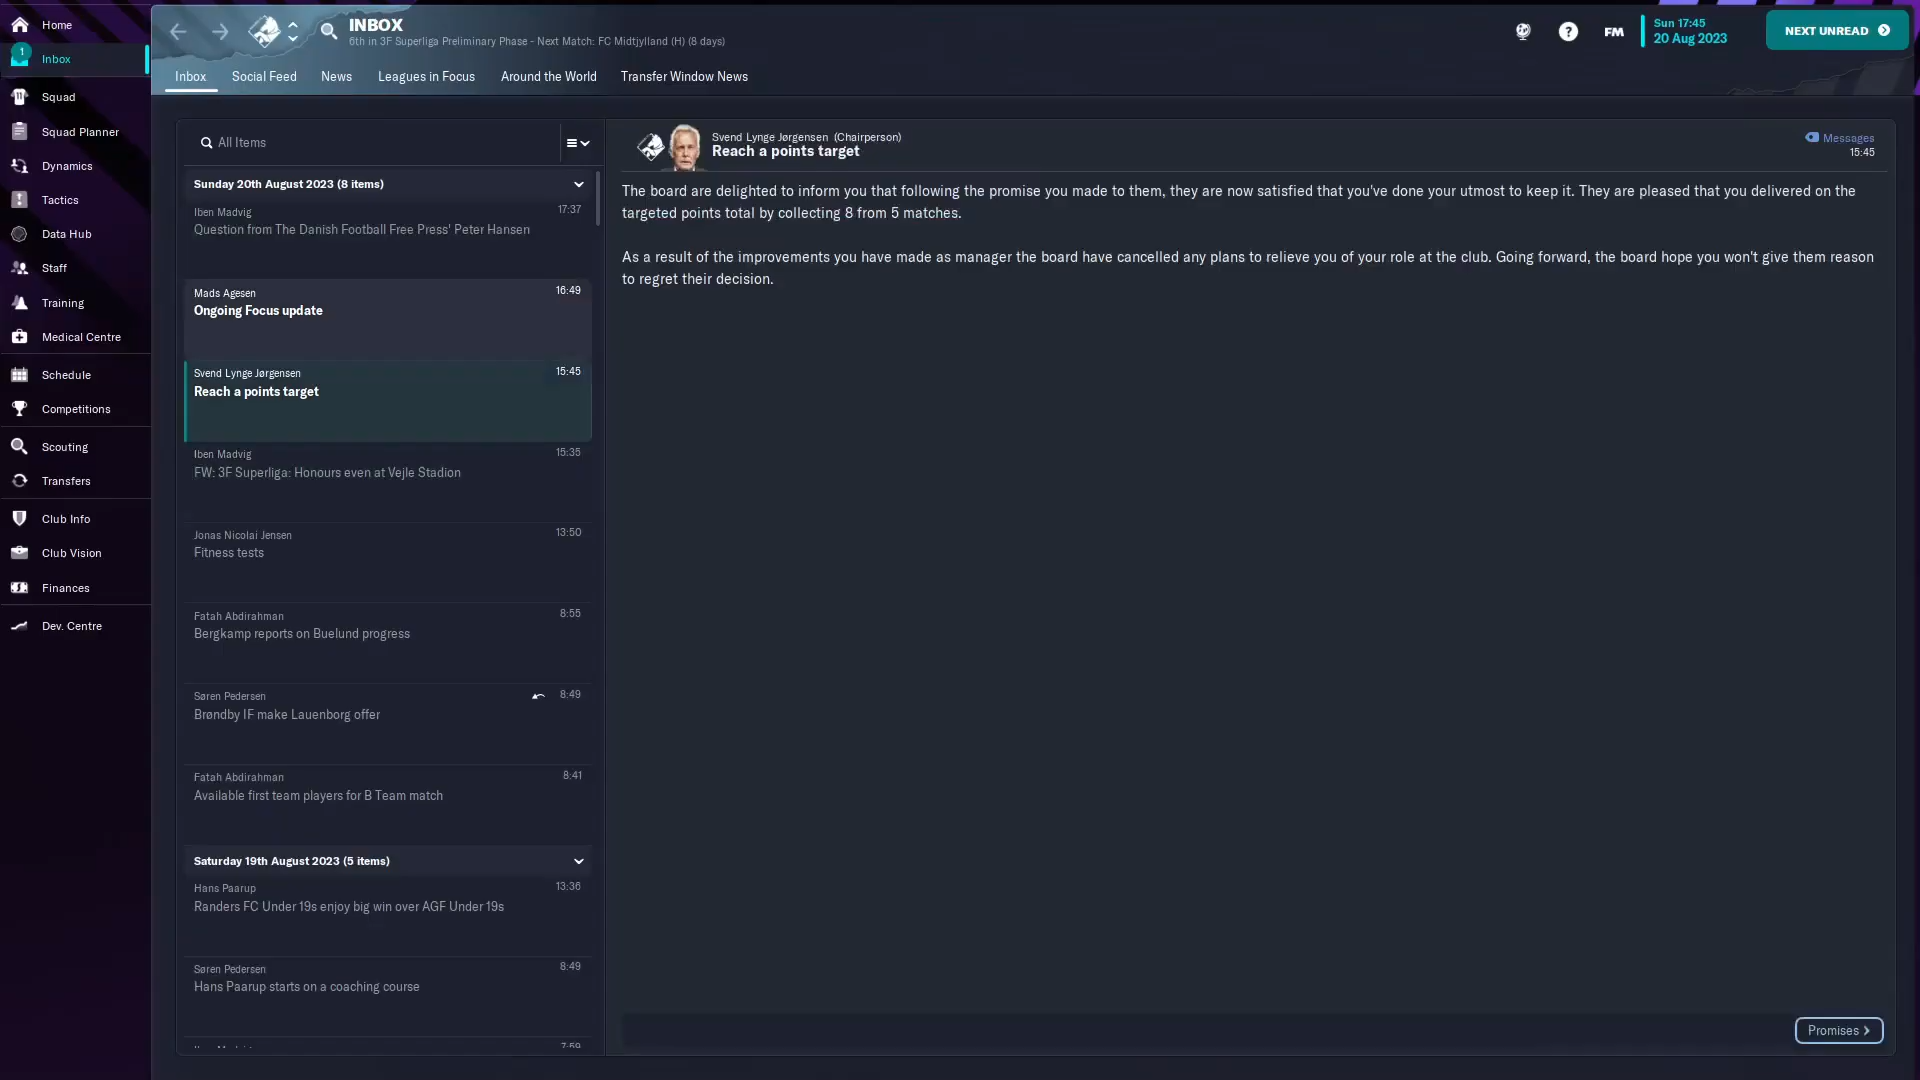 Home
1
Inbox
Squad
Squad Planner
Dynamics
Tactics
Data Hub
Staff
Training
Medical Centre
Schedule
Competitions
Scouting
Transfers
Club Info
Club Vision
Finances
Dev. Centre
INBOX
6th in 3F Superliga Preliminary Phase - Next Match: FC Midtjylland (H) (8 days)
?
FM
Sun 17:45
20 Aug 2023
NEXT UNREAD
Inbox Social Feed News Leagues in Focus Around the World Transfer Window News
All Items
Sunday 20th August 2023 (8 items)
Iben Madvig 17:37
Question from The Danish Football Free Press' Peter Hansen
Mads Agesen 16:49
Ongoing Focus update
Svend Lynge Jørgensen 15:45
Reach a points target
Iben Madvig 15:35
FW: 3F Superliga: Honours even at Vejle Stadion
Jonas Nicolai Jensen 13:50
Fitness tests
Fatah Abdirahman 8:55
Bergkamp reports on Buelund progress
Søren Pedersen 8:49
Brøndby IF make Lauenborg offer
Fatah Abdirahman 8:41
Available first team players for B Team match
Saturday 19th August 2023 (5 items)
Hans Paarup 13:36
Randers FC Under 19s enjoy big win over AGF Under 19s
Søren Pedersen 8:49
Hans Paarup starts on a coaching course
7:59
Svend Lynge Jørgensen (Chairperson)
Reach a points target
Messages
15:45
The board are delighted to inform you that following the promise you made to them, they are now satisfied that you've done your utmost to keep it. They are pleased that you delivered on the
targeted points total by collecting 8 from 5 matches.
As a result of the improvements you have made as manager the board have cancelled any plans to relieve you of your role at the club. Going forward, the board hope you won't give them reason
to regret their decision.
Promises